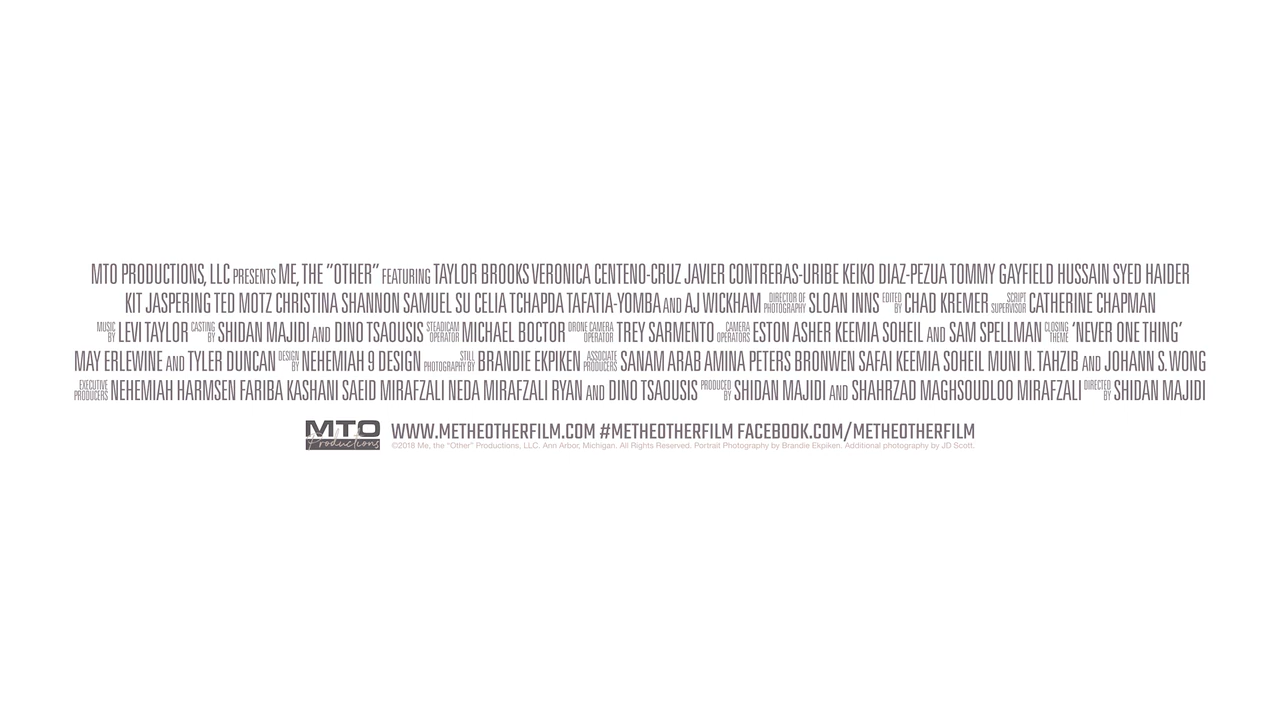 MTO PRODUCTIONS, LLC PRESENTS ME, THE “OTHER” FEATURING TAYLOR BROOKS VERONICA CENTENO-CRUZ JAVIER CONTRERAS-URIBE KEIKO DIAZ-PEZUA TOMMY GAYFIELD HUSSAIN SYED HAIDER
KIT JASPERING TED MOTZ CHRISTINA SHANNON SAMUEL SU CELIA TCHAPDA TAFATIA-YOMBA AND AJ WICKHAM DIRECTOR OF PHOTOGRAPHY SLOAN INNS EDITED BY CHAD KREMER SCRIPT SUPERVISOR CATHERINE CHAPMAN
MUSIC BY LEVI TAYLOR CASTING BY SHIDAN MAJIDI AND DINO TSAOUSIS STEADICAM OPERATOR MICHAEL BOCTOR DRONE CAMERA OPERATOR TREY SARMENTO CAMERA OPERATORS ESTON ASHER KEEMIA SOHEIL AND SAM SPELLMAN CLOSING THEME ‘NEVER ONE THING’
MAY ERLEWINE AND TYLER DUNCAN DESIGN BY NEHEMIAH 9 DESIGN STILL PHOTOGRAPHY BY BRANDIE EKPIKEN ASSOCIATE PRODUCERS SANAM ARAB AMINA PETERS BRONWEN SAFAI KEEMIA SOHEIL MUNI N. TAHZIB AND JOHANN S. WONG
EXECUTIVE PRODUCERS NEHEMIAH HARMSEN FARIBA KASHANI SAEID MIRAFZALI NEDA MIRAFZALI RYAN AND DINO TSAOUSIS PRODUCED BY SHIDAN MAJIDI AND SHAHRZAD MAGHSOUDLOO MIRAFZALI DIRECTED BY SHIDAN MAJIDI
MTO
Productions
WWW.METHEOTHERFILM.COM #METHEOTHERFILM FACEBOOK.COM/METHEOTHERFILM
©2018 Me, the “Other” Productions, LLC. Ann Arbor, Michigan. All Rights Reserved. Portrait Photography by Brandie Ekpiken. Additional photography by JD Scott.